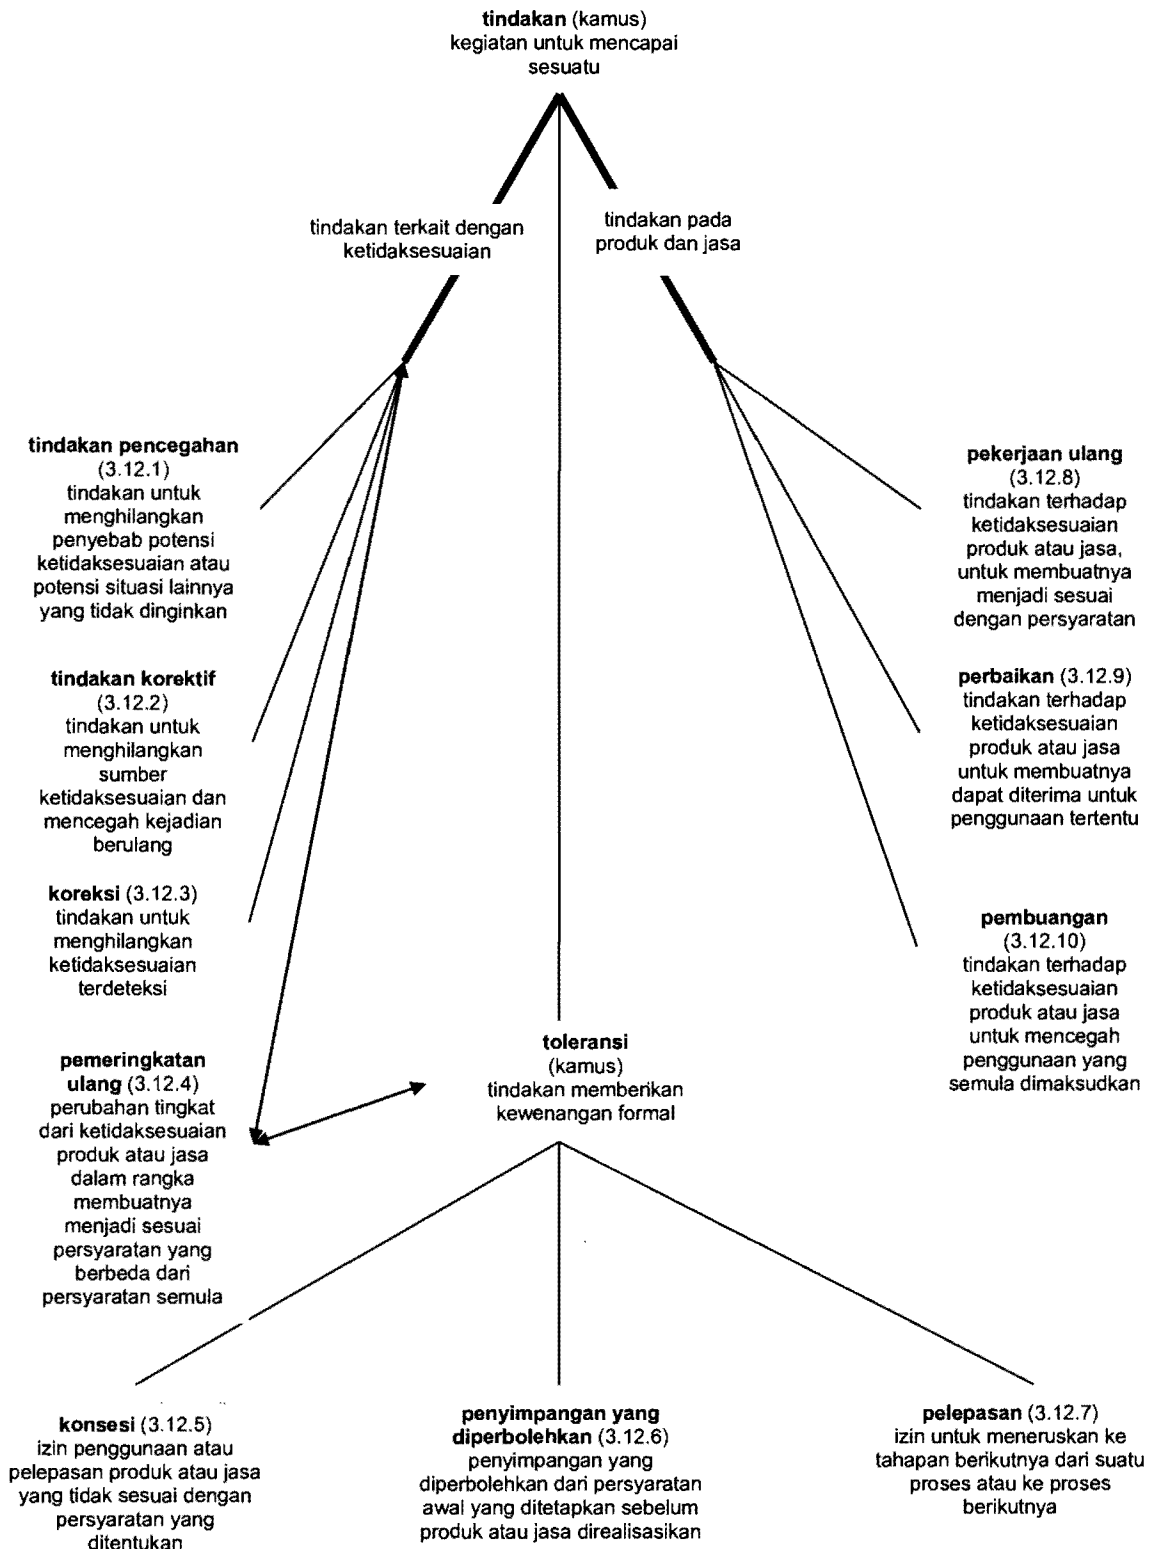 tindakan (kamus)
kegiatan untuk mencapai
sesuatu
tindakan terkait dengan
ketidaksesuaian
tindakan pada
produk dan jasa
tindakan pencegahan
(3.12.1)
tindakan untuk
menghilangkan
penyebab potensi
ketidaksesuaian atau
potensi situasi lainnya
yang tidak dinginkan
tindakan korektif
(3.12.2)
tindakan untuk
menghilangkan
sumber
ketidaksesuaian dan
mencegah kejadian
berulang
koreksi (3.12.3)
tindakan untuk
menghilangkan
ketidaksesuaian
terdeteksi
pemeringkatan
ulang (3.12.4)
perubahan tingkat
dari ketidaksesuaian
produk atau jasa
dalam rangka
membuatnya
menjadi sesuai
persyaratan yang
berbeda dari
persyaratan semula
pekerjaan ulang
(3.12.8)
tindakan terhadap
ketidaksesuaian
produk atau jasa,
untuk membuatnya
menjadi sesuai
dengan persyaratan
perbaikan (3.12.9)
tindakan terhadap
ketidaksesuaian
produk atau jasa
untuk membuatnya
dapat diterima untuk
penggunaan tertentu
pembuangan
(3.12.10)
tindakan terhadap
ketidaksesuaian
produk atau jasa
untuk mencegah
penggunaan yang
semula dimaksudkan
toleransi
(kamus)
tindakan memberikan
kewenangan formal
konsesi (3.12.5)
izin penggunaan atau
pelepasan produk atau jasa
yang tidak sesuai dengan
persyaratan yang
ditentukan
penyimpangan yang
diperbolehkan (3.12.6)
penyimpangan yang
diperbolehkan dari persyaratan
awal yang ditetapkan sebelum
produk atau jasa direalisasikan
pelepasan (3.12.7)
izin untuk meneruskan ke
tahapan berikutnya dari suatu
proses atau ke proses
berikutnya